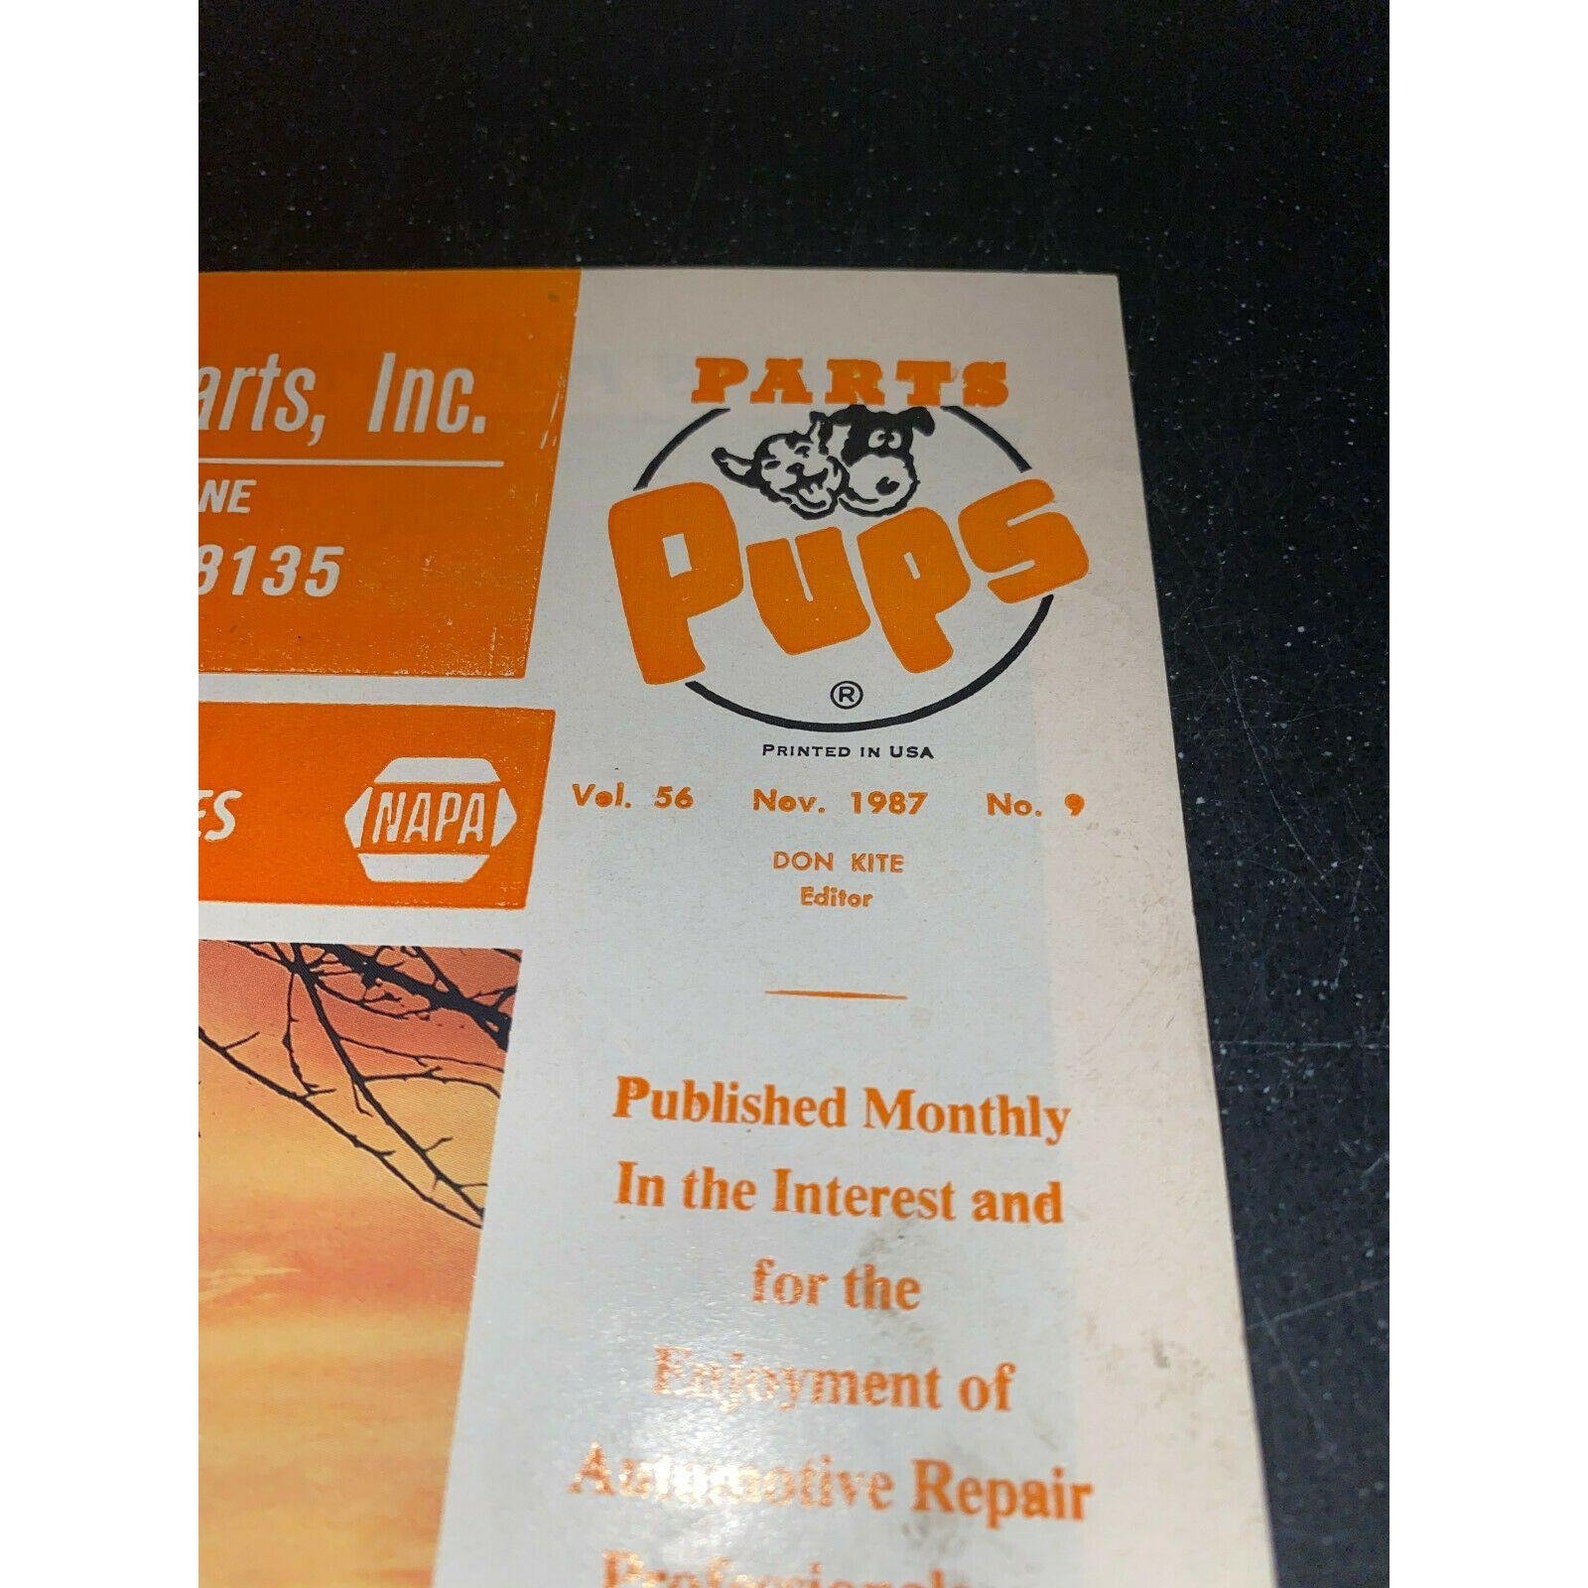 arts, Inc.
NE
8135
ES
NAPA
PARTS
Pups
®
PRINTED IN USA
Vol. 56 Nov. 1987 No. 9
DON KITE
Editor
Published Monthly
In the Interest and
for the
Enjoyment of
Automotive Repair